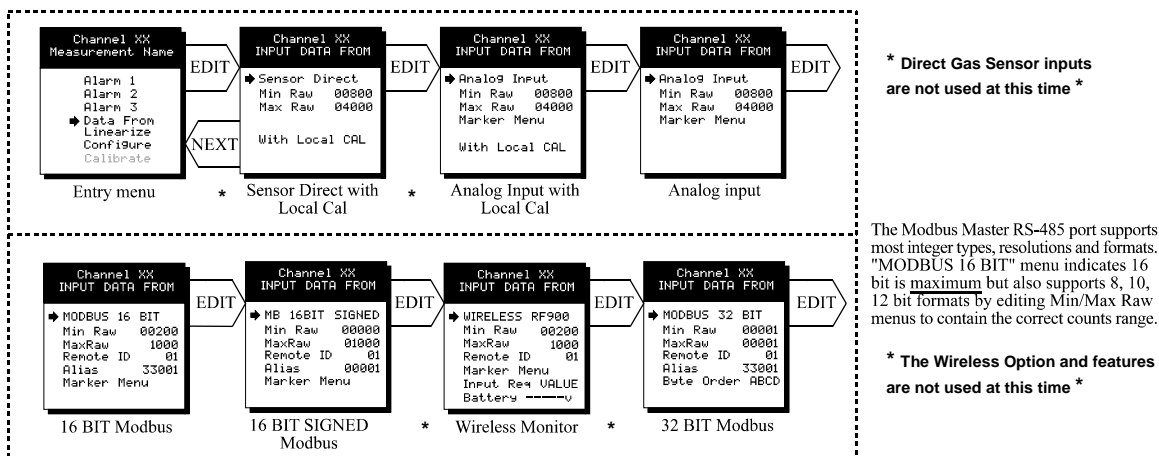 Channel XX
Measurement Name
Alarm 1
Alarm 2
Alarm 3
Data From
Linearize
Configure
Calibrate
Entry menu
EDIT
NEXT
*
Channel XX
INPUT DATA FROM
Sensor Direct
Min Raw 00800
Max Raw 04000
With Local CAL
Sensor Direct with
Local Cal
EDIT
*
Channel XX
INPUT DATA FROM
Analog Input
Min Raw 00800
Max Raw 04000
Marker Menu
With Local CAL
Analog Input with
Local Cal
EDIT
Channel XX
INPUT DATA FROM
Analog Input
Min Raw 00800
Max Raw 04000
Marker Menu
Analog input
EDIT
* Direct Gas Sensor inputs
are not used at this time *
Channel XX
INPUT DATA FROM
MODBUS 16 BIT
Min Raw 00200
MaxRaw 1000
Remote ID 01
Alias 33001
Marker Menu
16 BIT Modbus
EDIT
Channel XX
INPUT DATA FROM
MB 16BIT SIGNED
Min Raw 00000
MaxRaw 01000
Remote ID 01
Alias 00001
Marker Menu
16 BIT SIGNED
Modbus
EDIT
*
Channel XX
INPUT DATA FROM
WIRELESS RF900
Min Raw 00200
MaxRaw 1000
Remote ID 01
Marker Menu
Input Req VALUE
Battery -----v
Wireless Monitor
EDIT
*
Channel XX
INPUT DATA FROM
MODBUS 32 BIT
Min Raw 00001
MaxRaw 00001
Remote ID 01
Alias 33001
Byte Order ABCD
32 BIT Modbus
EDIT
The Modbus Master RS-485 port supports
most integer types, resolutions and formats.
"MODBUS 16 BIT" menu indicates 16
bit is maximum but also supports 8, 10,
12 bit formats by editing Min/Max Raw
menus to contain the correct counts range.
* The Wireless Option and features
are not used at this time *